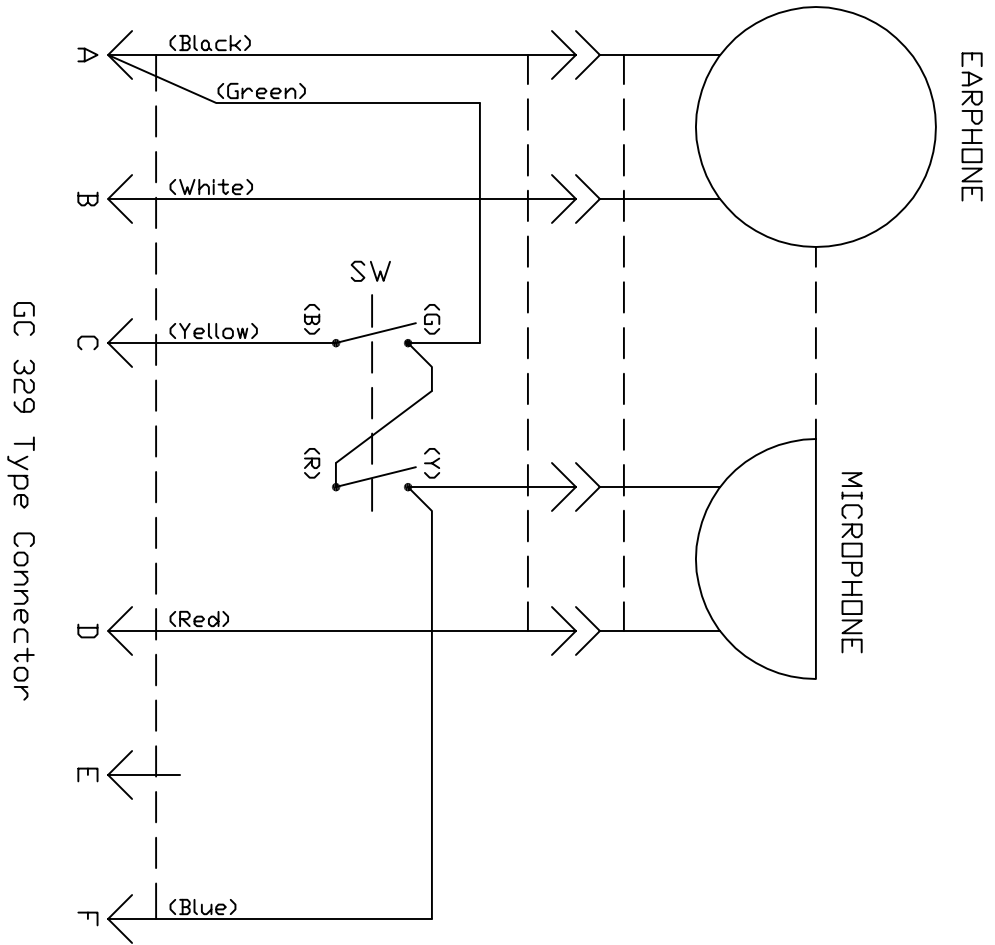 EARPHONE
MICROPHONE
A
(Black)
(Green)
B
(White)
SW
(B)
(G)
C
(Yellow)
(R)
(Y)
D
(Red)
E
F
(Blue)
GC 329 Type Connector